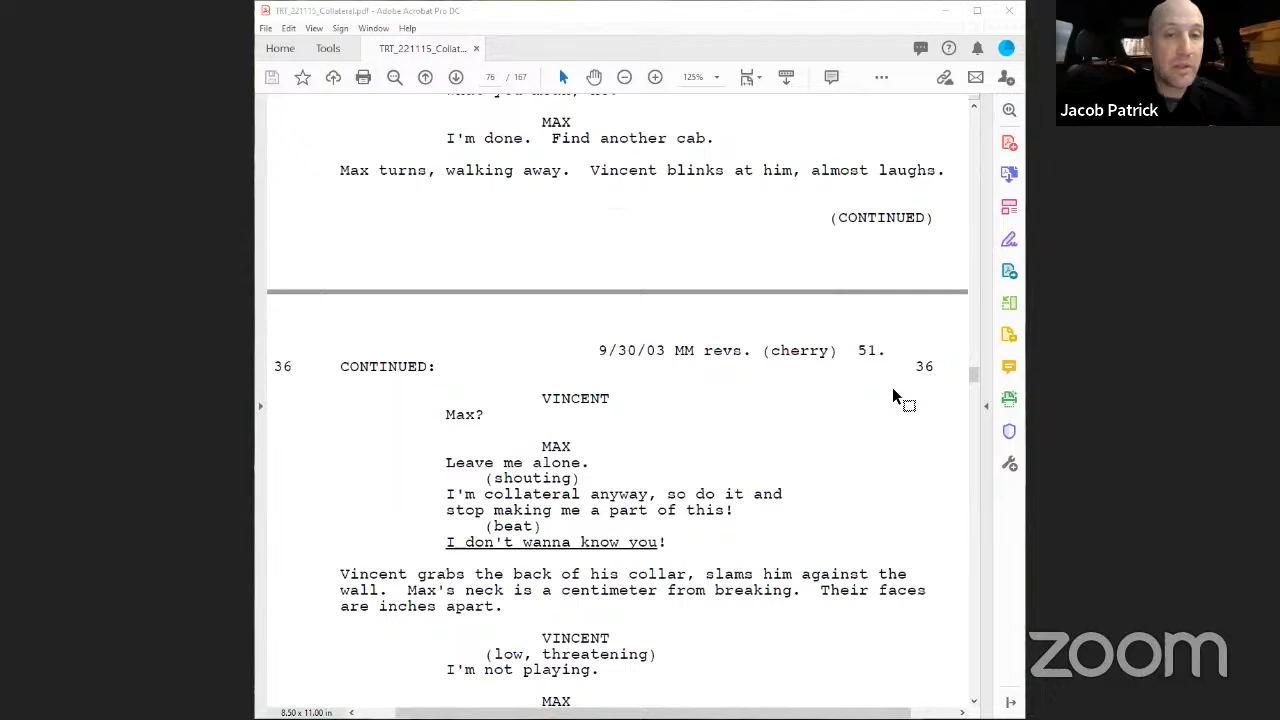 TRT_221115_Collateral.pdf - Adobe Acrobat Pro DC
File Edit View Sign Window Help
Home Tools TRT_221115_Collat... ×
76 / 167 125%
MAX
I'm done. Find another cab.
Max turns, walking away. Vincent blinks at him, almost laughs.
(CONTINUED)
9/30/03 MM revs. (cherry) 51.
36 CONTINUED: 36
VINCENT
Max?
MAX
Leave me alone.
(shouting)
I'm collateral anyway, so do it and
stop making me a part of this!
(beat)
I don't wanna know you!
Vincent grabs the back of his collar, slams him against the
wall. Max's neck is a centimeter from breaking. Their faces
are inches apart.
VINCENT
(low, threatening)
I'm not playing.
MAX
8.50 x 11.00 in
Jacob Patrick
zoom